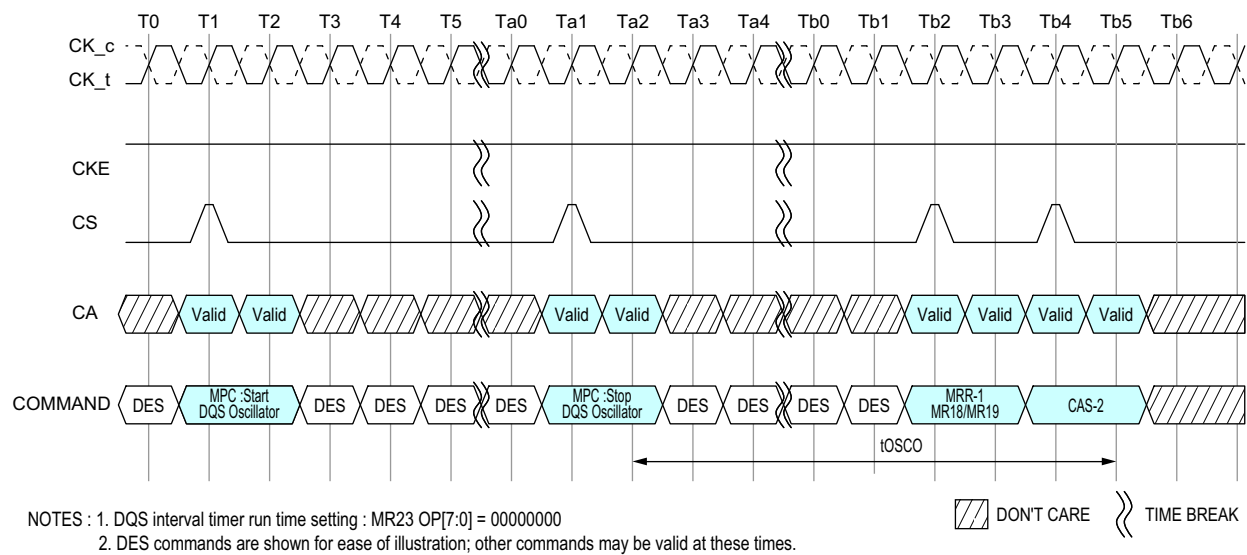 T0 T1 T2 T3 T4 T5 Ta0 Ta1 Ta2 Ta3 Ta4 Tb0 Tb1 Tb2 Tb3 Tb4 Tb5 Tb6
CK_c
CK_t
CKE
CS
CA Valid Valid Valid Valid Valid Valid Valid Valid
COMMAND DES MPC :Start DES DES DES DES MPC :Stop DES DES DES DES MRR-1 CAS-2
DQS Oscillator DQS Oscillator MR18/MR19
tOSCO
NOTES : 1. DQS interval timer run time setting : MR23 OP[7:0] = 00000000
DON'T CARE TIME BREAK
2. DES commands are shown for ease of illustration; other commands may be valid at these times.